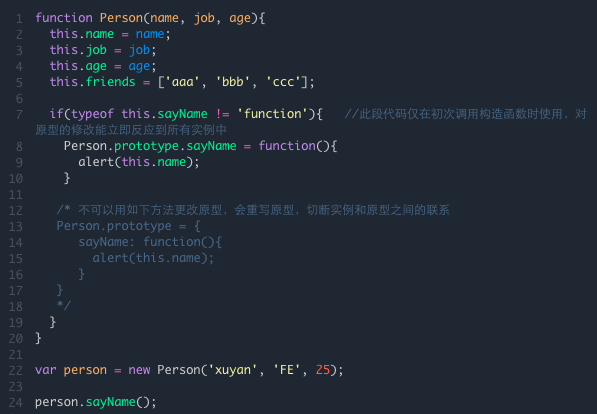 1 function Person(name, job, age){
2   this.name = name;
3   this.job = job;
4   this.age = age;
5   this.friends = ['aaa', 'bbb', 'ccc'];
6
7   if(typeof this.sayName != 'function'){   //此段代码仅在初次调用构造函数时使用，对
原型的修改能立即反应到所有实例中
8     Person.prototype.sayName = function(){
9       alert(this.name);
10     }
11
12    /* 不可以用如下方法更改原型，会重写原型，切断实例和原型之间的联系
13    Person.prototype = {
14       sayName: function(){
15         alert(this.name);
16       }
17    }
18    */
19   }
20 }
21
22 var person = new Person('xuyan', 'FE', 25);
23
24 person.sayName();